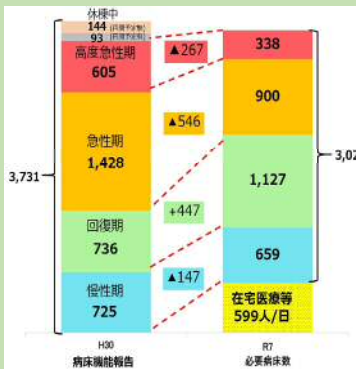 休棟中
144
93
高度急性期
605
▲267
338
急性期
1,428
▲546
900
3,731
3,02
回復期
736
+447
1,127
慢性期
725
▲147
659
在宅医療等
599人/日
H30
病床機能報告
R7
必要病床数